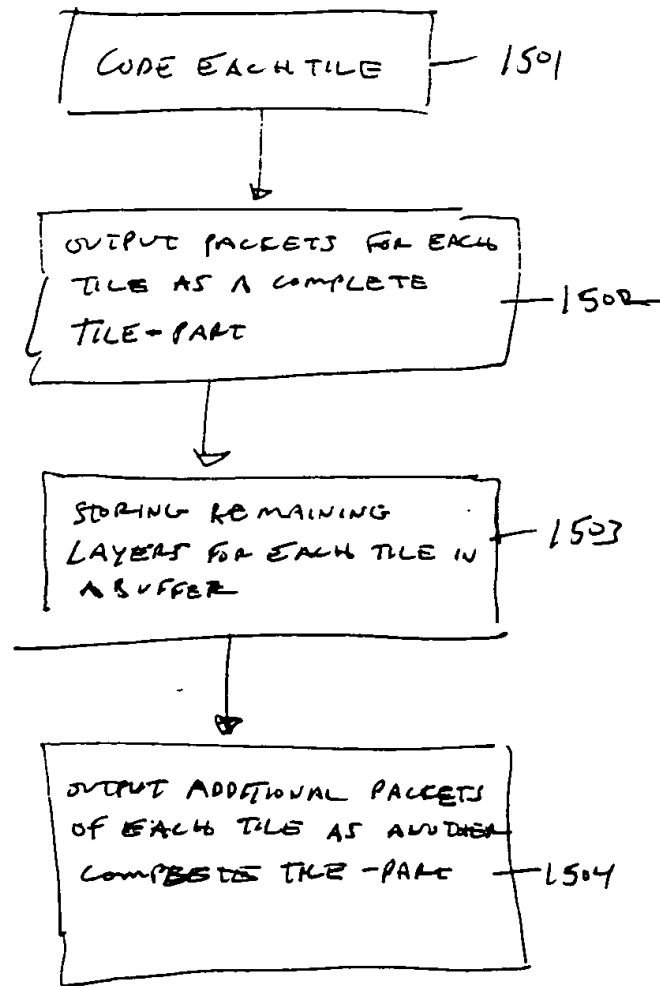 CODE EACH TILE
1501
OUTPUT PACKETS FOR EACH
TILE AS A COMPLETE
TILE-PART
1502
STORING REMAINING
LAYERS FOR EACH TILE IN
A BUFFER
1503
OUTPUT ADDITIONAL PACKETS
OF EACH TILE AS ANOTHER
COMPLETE TILE-PART
1504